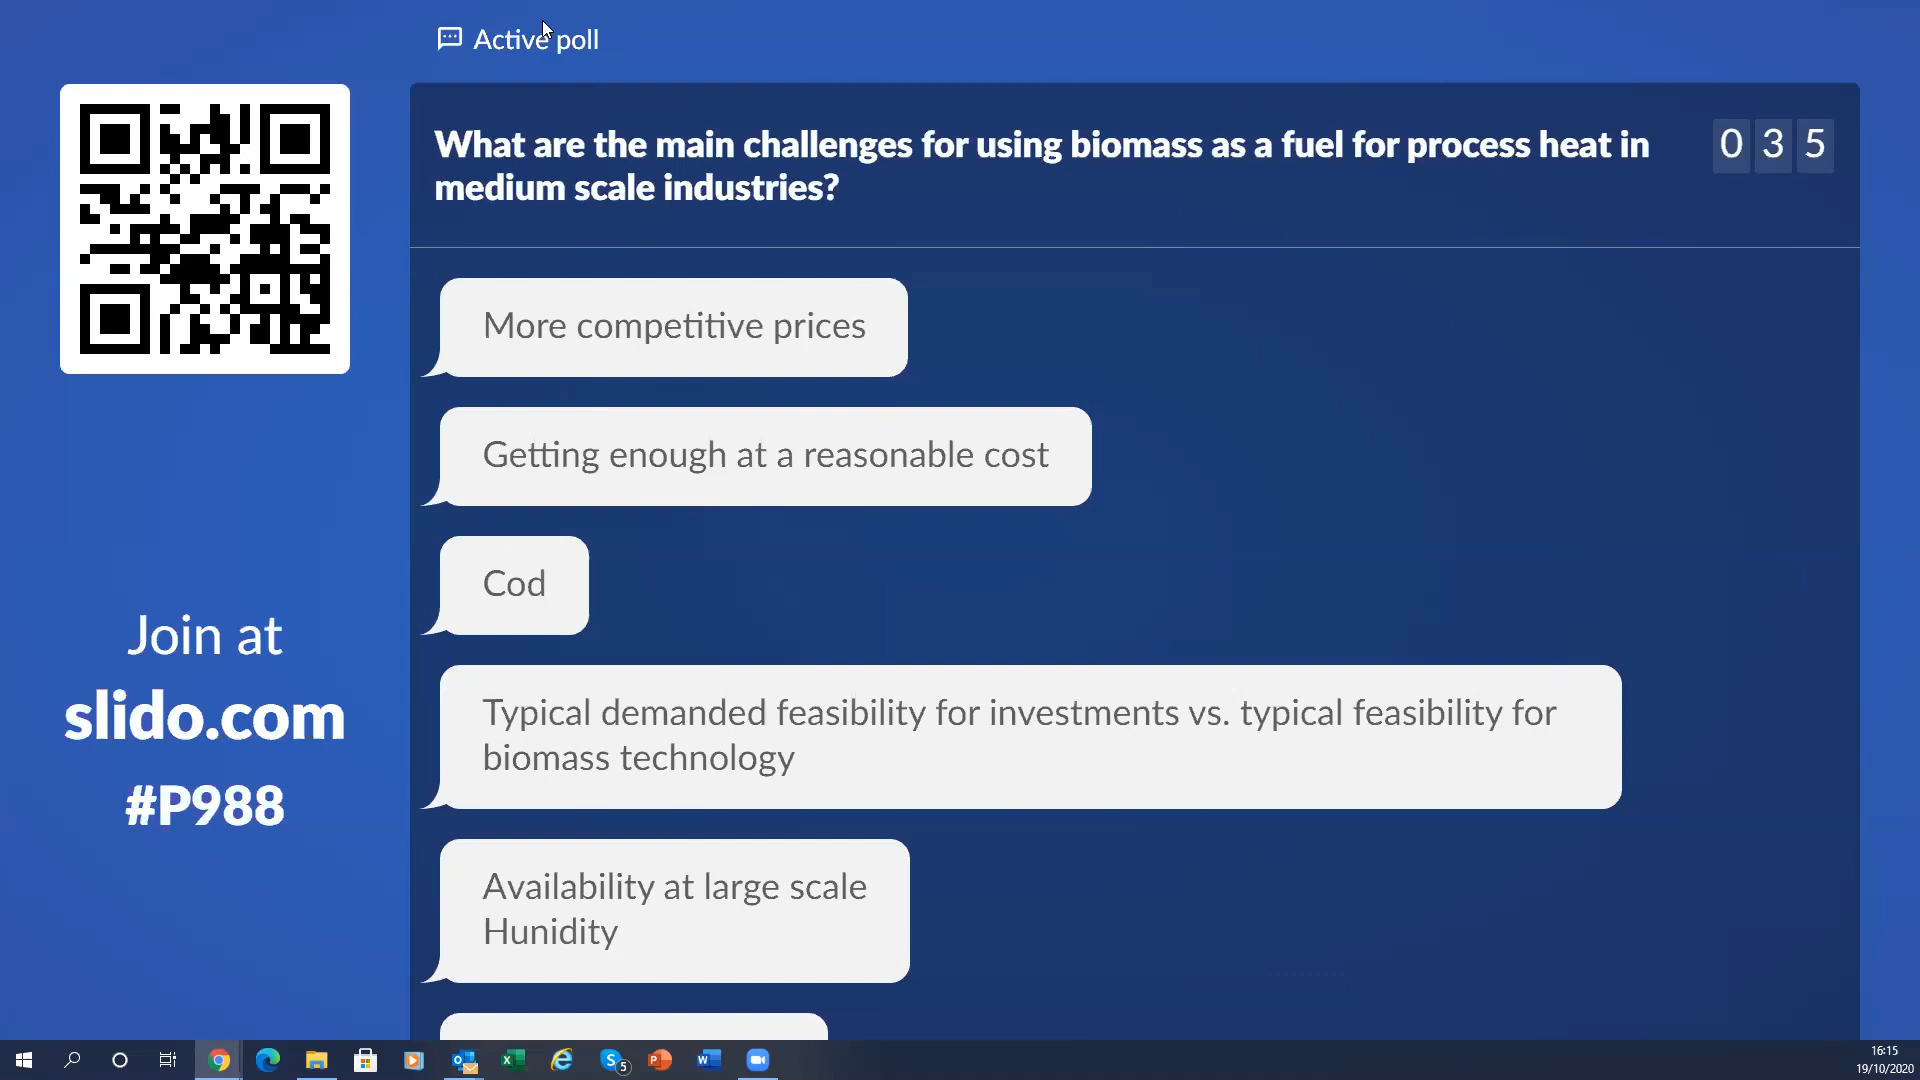 Active poll
What are the main challenges for using biomass as a fuel for process heat in
medium scale industries?
035
More competitive prices
Getting enough at a reasonable cost
Cod
Typical demanded feasibility for investments vs. typical feasibility for
biomass technology
Availability at large scale
Hunidity
Join at
slido.com
#P988
5
16:15
19/10/2020